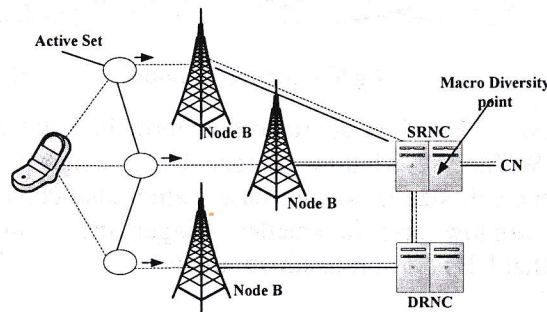 Active Set
Macro Diversity
point
Node B
SRNC
CN
Node B
Node B
DRNC